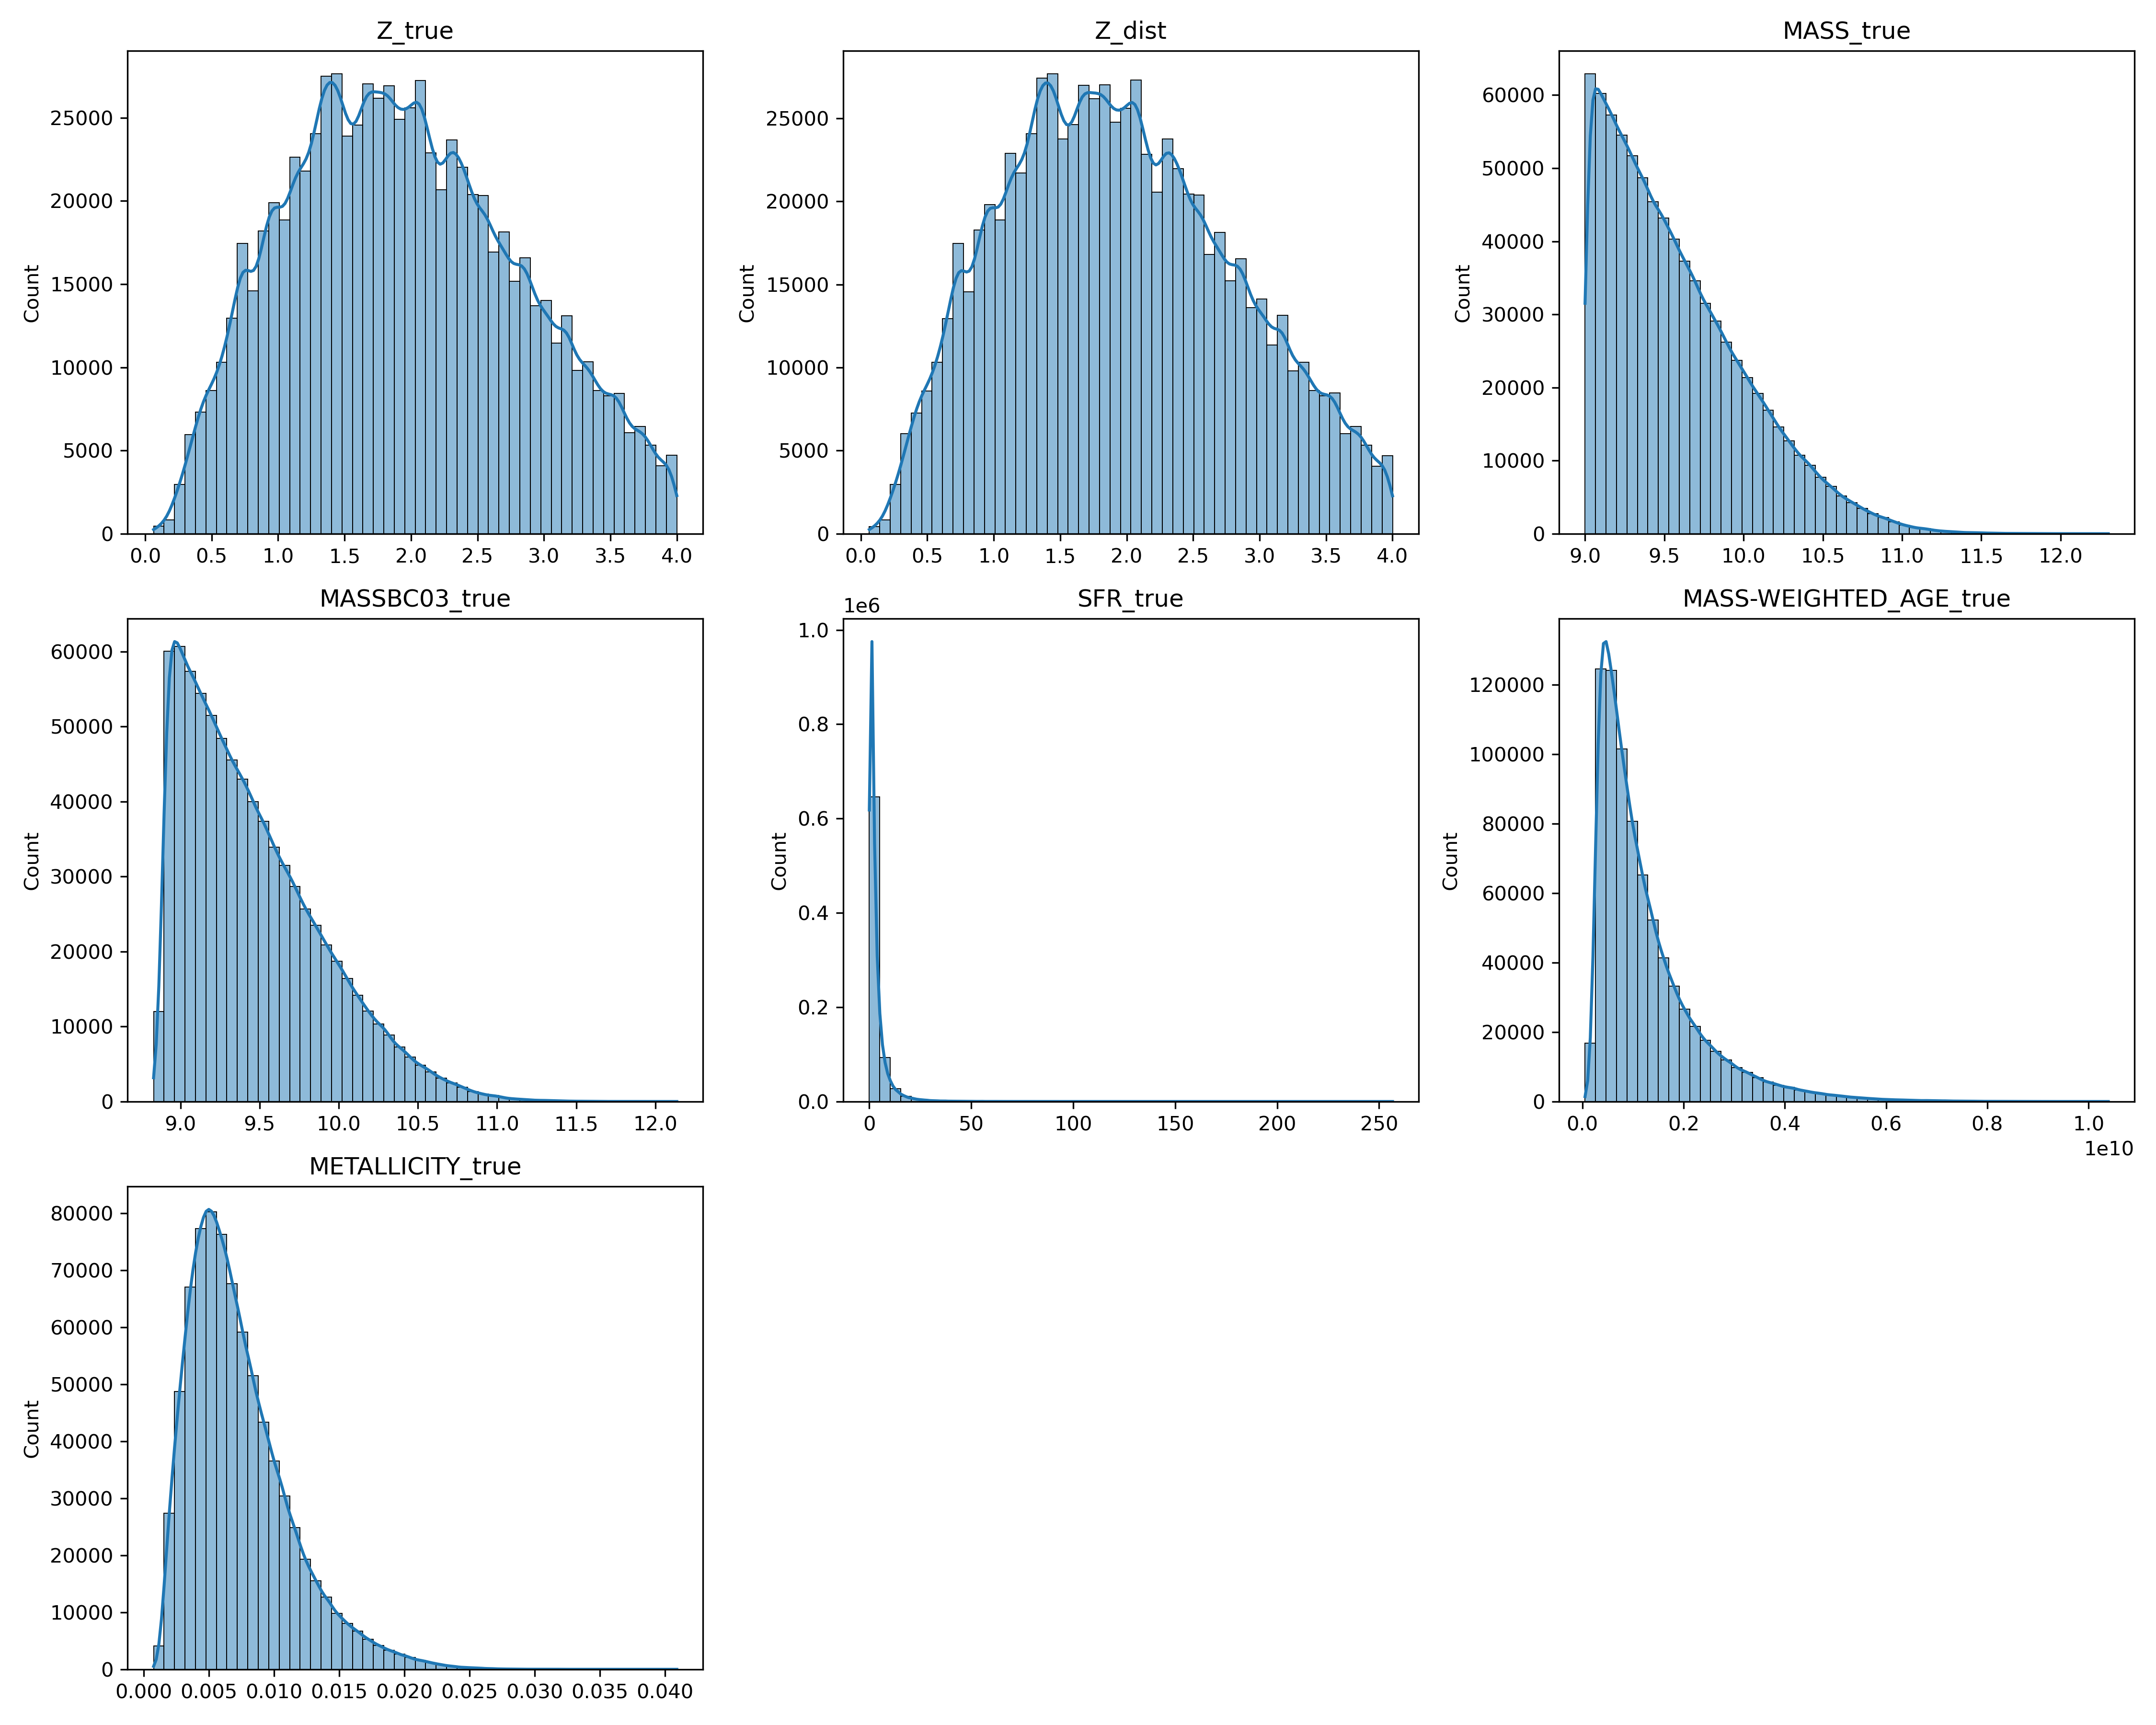 Z_true
Z_dist
MASS_true
Count
25000
20000
15000
10000
5000
0
0.0 0.5 1.0 1.5 2.0 2.5 3.0 3.5 4.0
Count
25000
20000
15000
10000
5000
0
0.0 0.5 1.0 1.5 2.0 2.5 3.0 3.5 4.0
Count
60000
50000
40000
30000
20000
10000
0
9.0 9.5 10.0 10.5 11.0 11.5 12.0
MASSBC03_true
SFR_true
MASS-WEIGHTED_AGE_true
Count
60000
50000
40000
30000
20000
10000
0
9.0 9.5 10.0 10.5 11.0 11.5 12.0
1e6
Count
1.0
0.8
0.6
0.4
0.2
0.0
0 50 100 150 200 250
Count
120000
100000
80000
60000
40000
20000
0
0.0 0.2 0.4 0.6 0.8 1.0
1e10
METALLICITY_true
Count
80000
70000
60000
50000
40000
30000
20000
10000
0
0.000 0.005 0.010 0.015 0.020 0.025 0.030 0.035 0.040